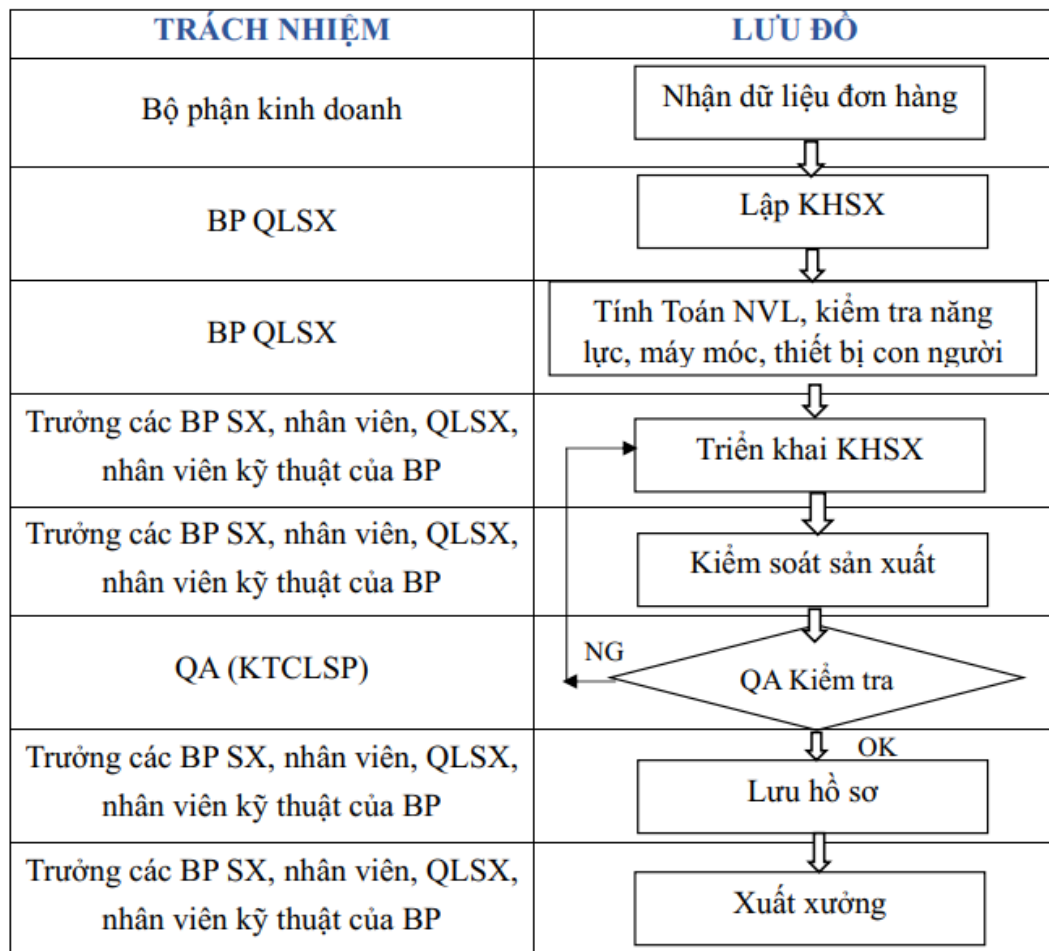 TRÁCH NHIỆM
LƯU ĐỒ
Bộ phận kinh doanh
Nhận dữ liệu đơn hàng
BP QLSX
Lập KHSX
BP QLSX
Tính Toán NVL, kiểm tra năng
lực, máy móc, thiết bị con người
Trưởng các BP SX, nhân viên, QLSX,
nhân viên kỹ thuật của BP
Triển khai KHSX
Trưởng các BP SX, nhân viên, QLSX,
nhân viên kỹ thuật của BP
Kiểm soát sản xuất
QA (KTCLSP)
NG
QA Kiểm tra
OK
Trưởng các BP SX, nhân viên, QLSX,
nhân viên kỹ thuật của BP
Lưu hồ sơ
Trưởng các BP SX, nhân viên, QLSX,
nhân viên kỹ thuật của BP
Xuất xưởng